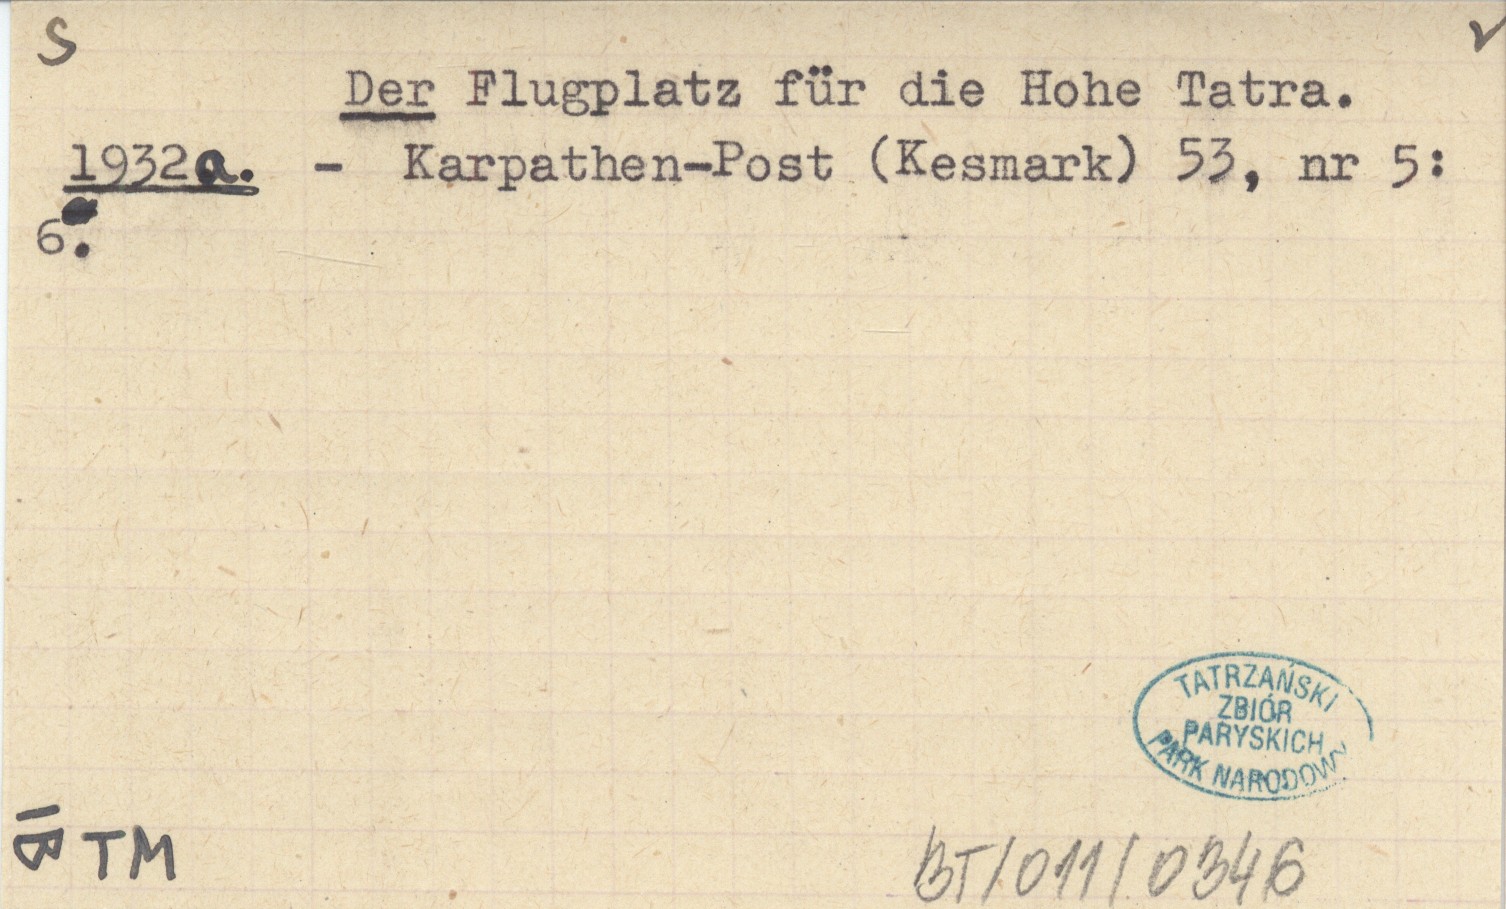 S
v
Der Flugplatz für die Hohe Tatra.
1932a. - Karpathen-Post (Kesmark) 53, nr 5:
6.
TATRZAŃSKI
ZBIÓR
PARYSKICH
PARK NARODOWY
IB TM
BT/011/0346